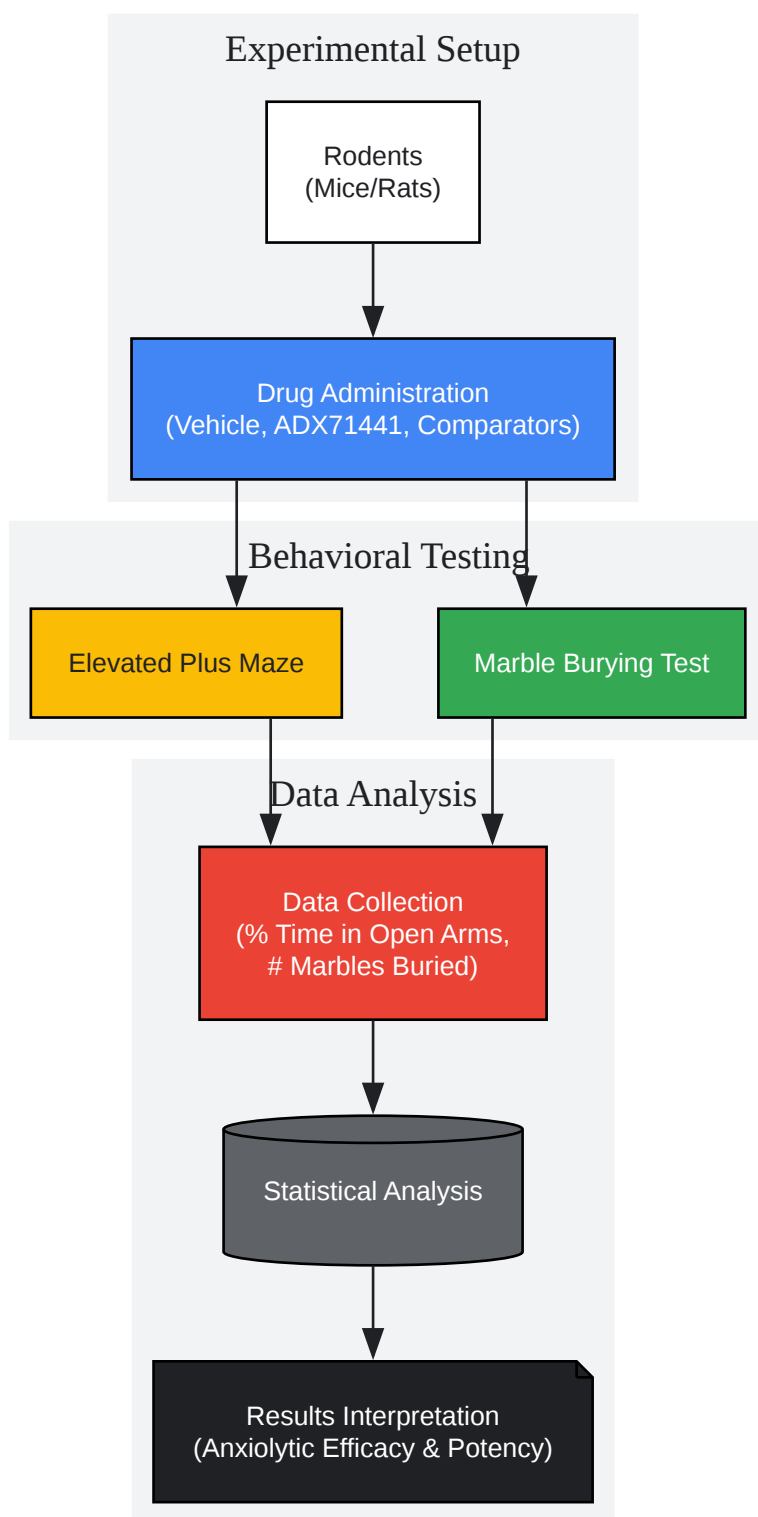 Experimental Setup
Rodents
(Mice/Rats)
Drug Administration
(Vehicle, ADX71441, Comparators)
Behavioral Testing
Elevated Plus Maze
Marble Burying Test
Data Analysis
Data Collection
(% Time in Open Arms,
# Marbles Buried)
Statistical Analysis
Results Interpretation
(Anxiolytic Efficacy & Potency)